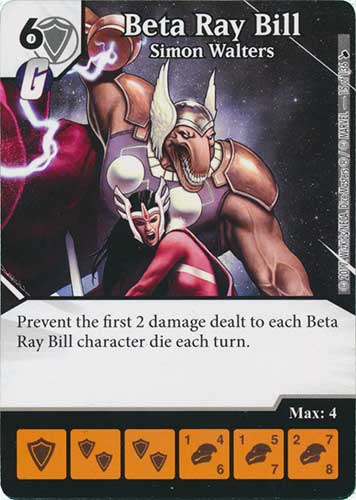 6
Beta Ray Bill
Simon Walters
G
Prevent the first 2 damage dealt to each Beta
Ray Bill character die each turn.
Max: 4
1 4 6
1 5 7
2 7 8